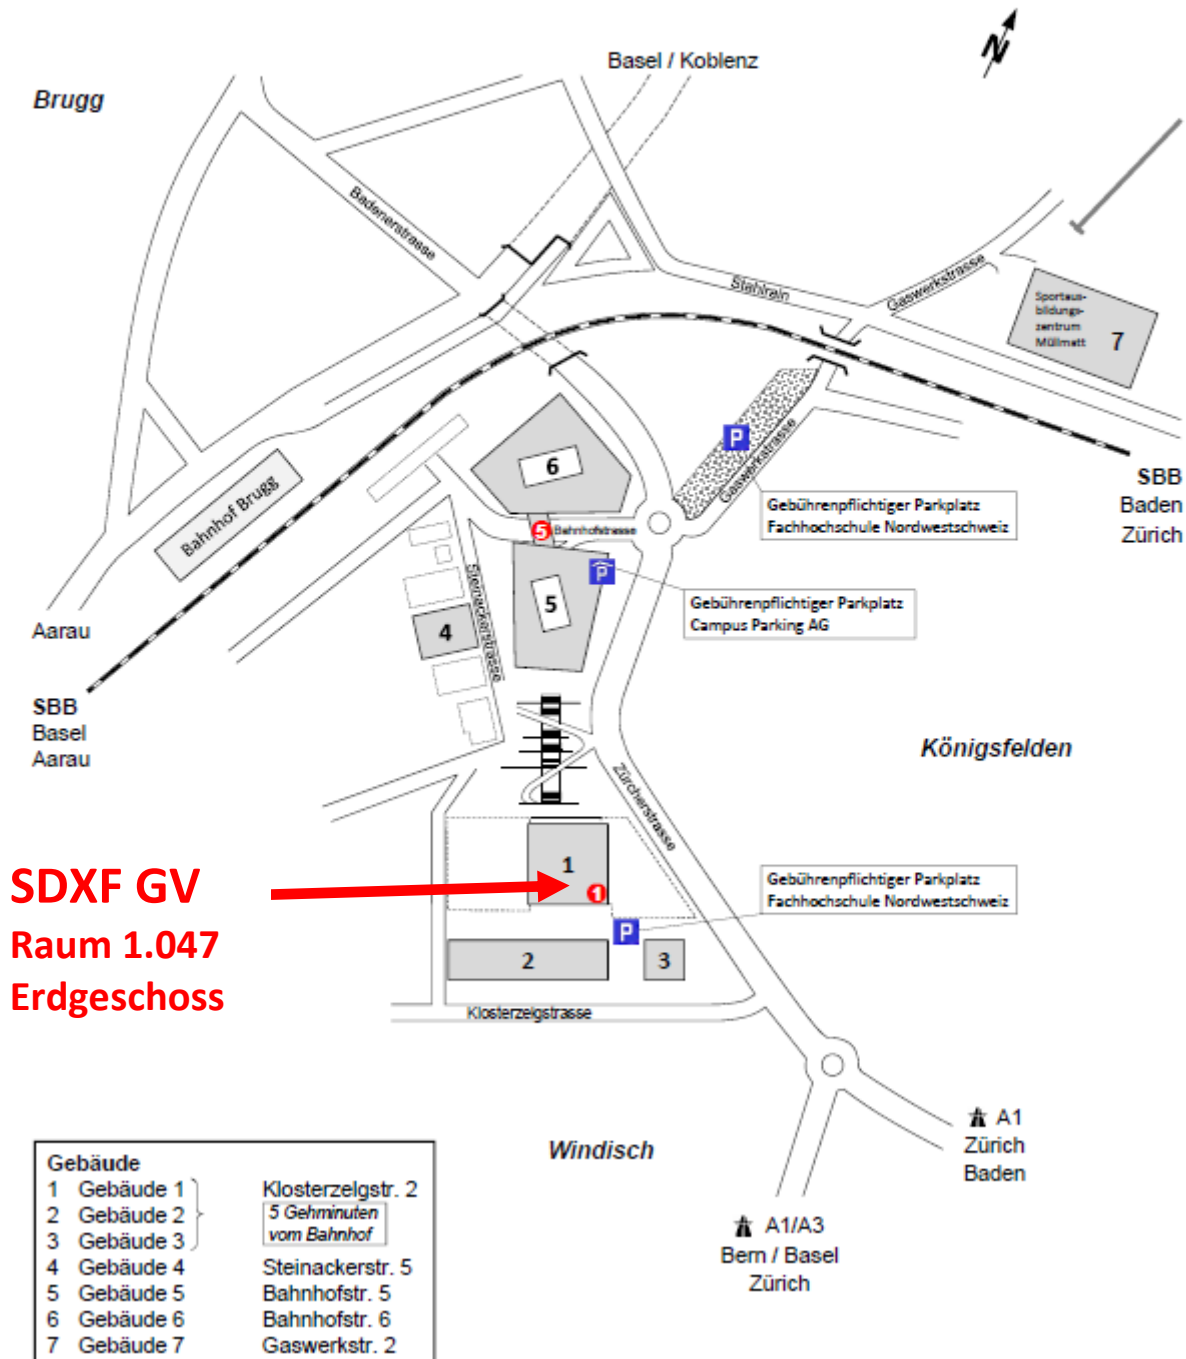 N
Basel / Koblenz
Brugg
Badenerstrasse
Stahlrein
Gaswerkstrasse
Sportaus-
bildungs-
zentrum
Müllmatt
7
P
Gaswerkstrasse
6
SBB
Baden
Zürich
Gebührenpflichtiger Parkplatz
Fachhochschule Nordwestschweiz
Bahnhof Brugg
5
Bahnhofstrasse
P
5
Gebührenpflichtiger Parkplatz
Campus Parking AG
Steinackerstrasse
4
Aarau
SBB
Basel
Aarau
Königsfelden
Zürcherstrasse
1
1
SDXF GV
Raum 1.047
Erdgeschoss
Gebührenpflichtiger Parkplatz
Fachhochschule Nordwestschweiz
P
2
3
Klosterzelgstrasse
A1
Zürich
Baden
Windisch
A1/A3
Bern / Basel
Zürich
Gebäude
1 Gebäude 1 Klosterzelgstr. 2
2 Gebäude 2 5 Gehminuten
3 Gebäude 3 vom Bahnhof
4 Gebäude 4 Steinackerstr. 5
5 Gebäude 5 Bahnhofstr. 5
6 Gebäude 6 Bahnhofstr. 6
7 Gebäude 7 Gaswerkstr. 2